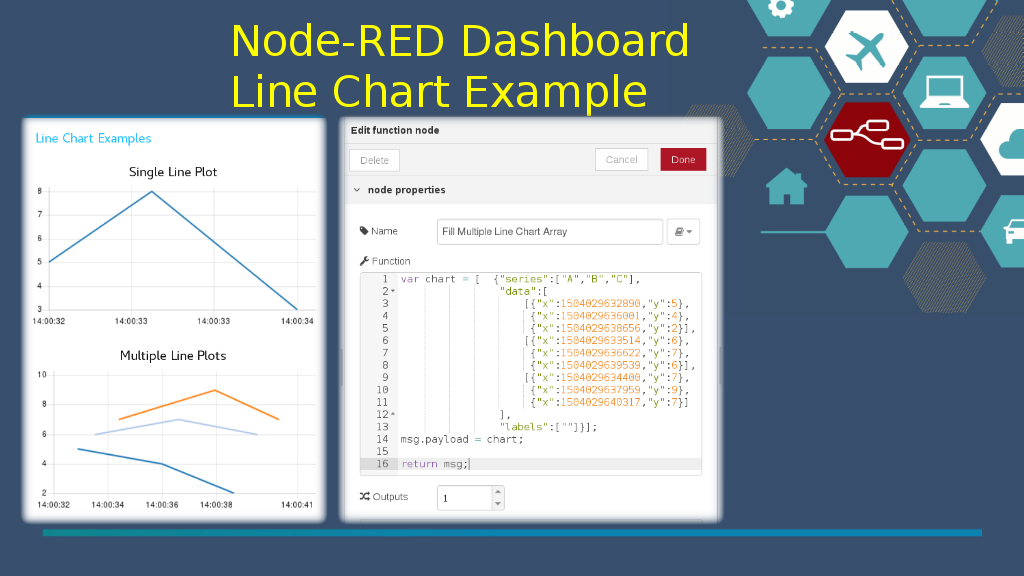 Node-RED Dashboard
Line Chart Example
Line Chart Examples
Single Line Plot
8
7
6
5
4
3
14:00:32 14:00:33 14:00:33 14:00:34
Multiple Line Plots
10
8
6
4
2
14:00:32 14:00:34 14:00:36 14:00:38 14:00:41
Edit function node
Delete Cancel Done
node properties
Name Fill Multiple Line Chart Array
Function
1 var chart = [ {"series":["A","B","C"],
2 "data":[
3 [{"x":1504029632890,"y":5},
4 {"x":1504029636001,"y":4},
5 {"x":1504029638656,"y":2}],
6 [{"x":1504029633514,"y":6},
7 {"x":1504029636622,"y":7},
8 {"x":1504029639539,"y":6}],
9 [{"x":1504029634400,"y":7},
10 {"x":1504029637959,"y":9},
11 {"x":1504029640317,"y":7}]
12 ],
13 "labels":[""]}];
14 msg.payload = chart;
15
16 return msg;
Outputs 1